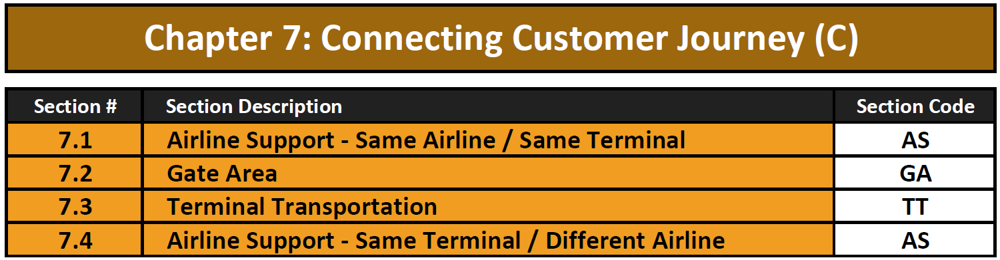 Chapter 7: Connecting Customer Journey (C)
Section # Section Description Section Code
7.1 Airline Support - Same Airline / Same Terminal AS
7.2 Gate Area GA
7.3 Terminal Transportation TT
7.4 Airline Support - Same Terminal / Different Airline AS